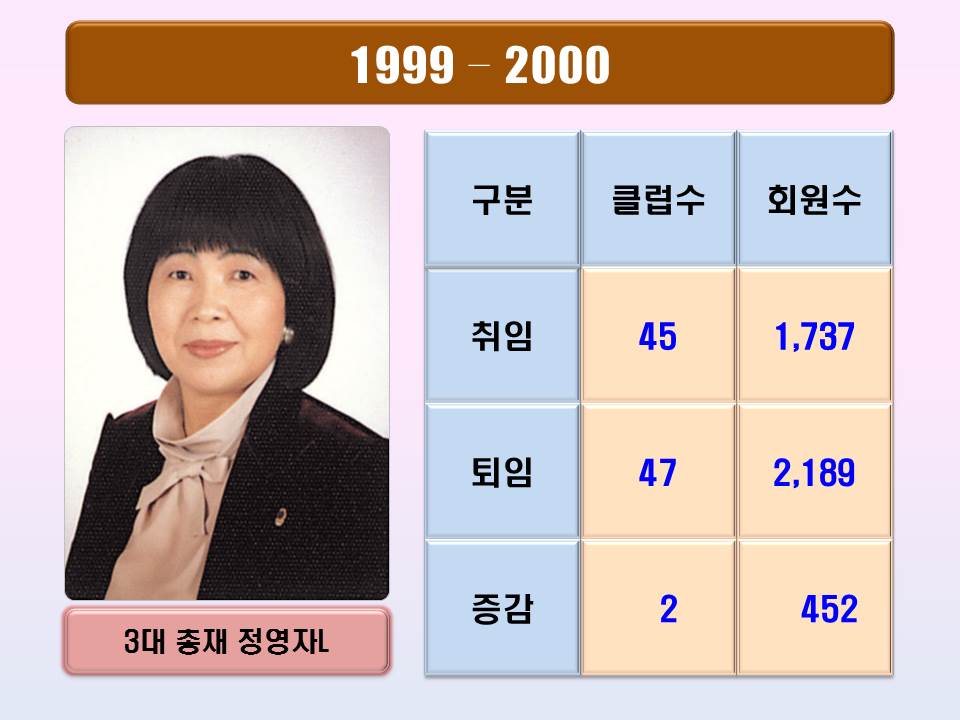 1999 – 2000
구분 클럽수 회원수
취임 45 1,737
퇴임 47 2,189
증감 2 452
3대 총재 정영자L